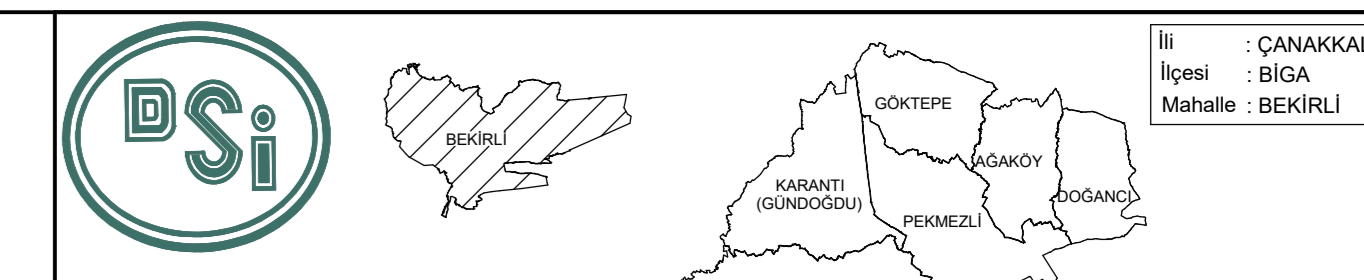 DSi
BEKİRLİ
GÖKTEPE
AĞAKÖY
DOĞANCI
KARANTI
(GÜNDOĞDU)
PEKMEZLİ
İli : ÇANAKKAL
İlçesi : BİGA
Mahalle : BEKİRLİ